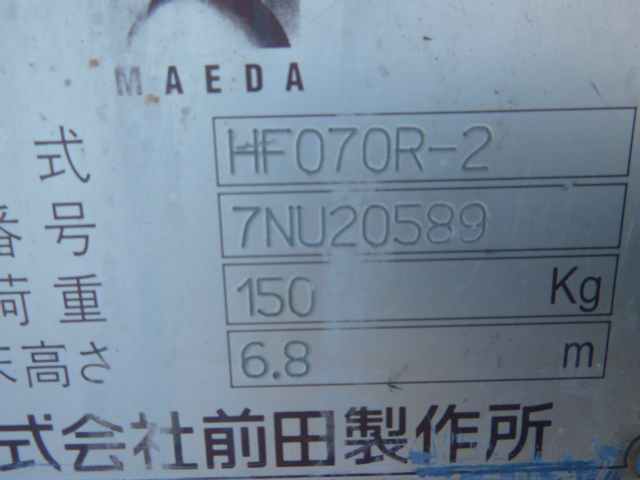 MAEDA
式 HF070R-2
番号 7NU20589
荷重 150 Kg
高さ 6.8 m
式会社前田製作所